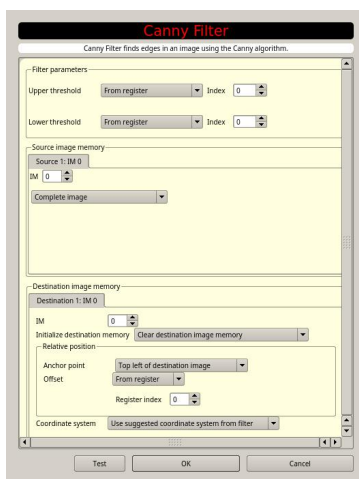 Canny Filter
Canny Filter finds edges in an image using the Canny algorithm.
Filter parameters
Upper threshold From register Index 0
Lower threshold From register Index 0
Source image memory
Source 1: IM 0
IM 0
Complete image
Destination image memory
Destination 1: IM 0
IM 0
Initialize destination memory Clear destination image memory
Relative position
Anchor point Top left of destination image
Offset From register
Register index 0
Coordinate system Use suggested coordinate system from filter
Test OK Cancel